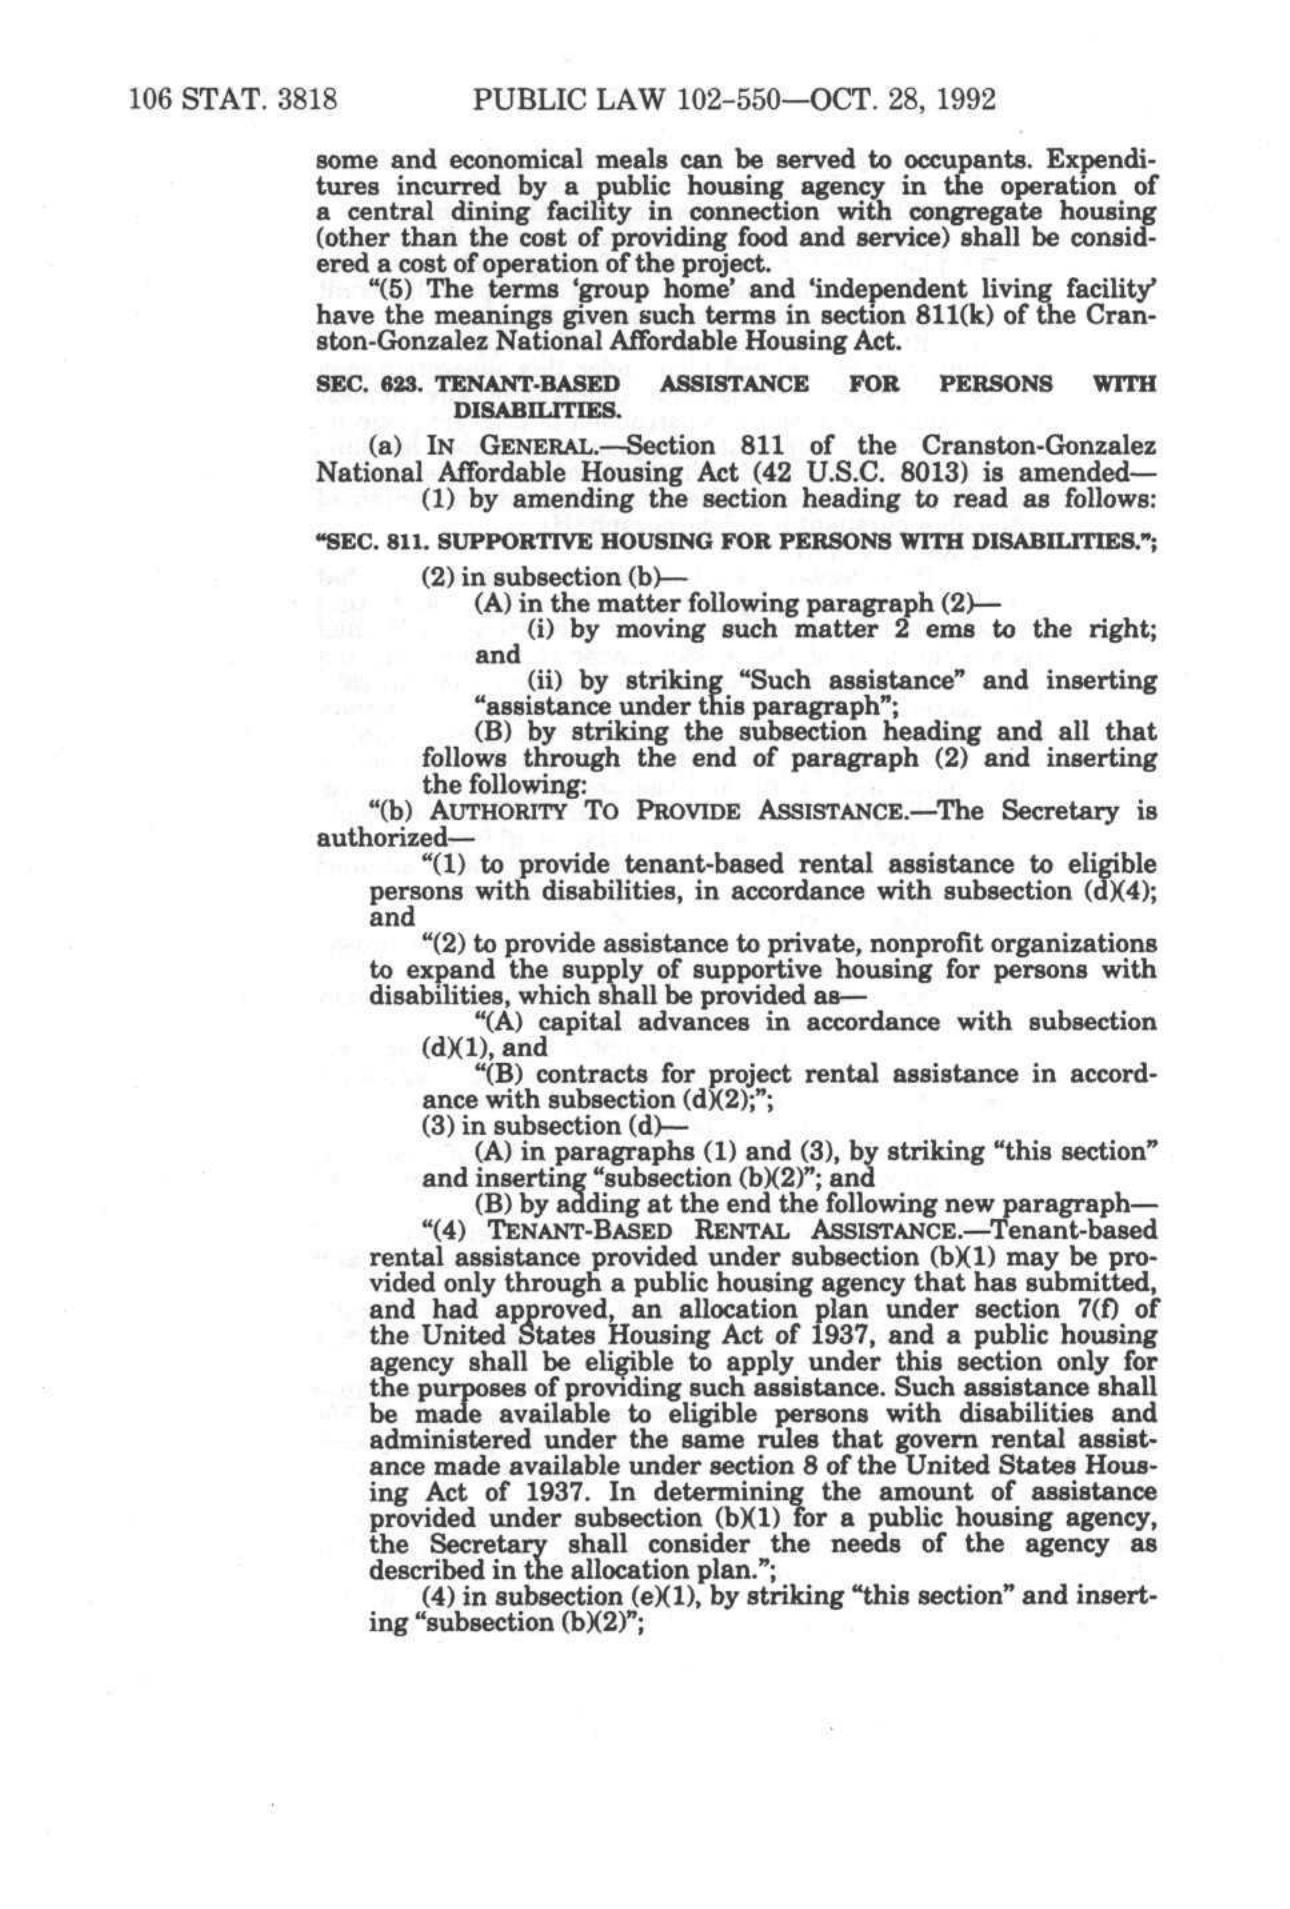 106 STAT. 3818 PUBLIC LAW 102-550—OCT. 28, 1992
some and economical meals can be served to occupants. Expendi-
tures incurred by a public housing agency in the operation of
a central dining facility in connection with congregate housing
(other than the cost of providing food and service) shall be consid-
ered a cost of operation of the project.
“(5) The terms ‘group home’ and ‘independent living facility’
have the meanings given such terms in section 811(k) of the Cran-
ston-Gonzalez National Affordable Housing Act.
SEC. 623. TENANT-BASED ASSISTANCE FOR PERSONS WITH
DISABILITIES.
(a) IN GENERAL.—Section 811 of the Cranston-Gonzalez
National Affordable Housing Act (42 U.S.C. 8013) is amended—
(1) by amending the section heading to read as follows:
“SEC. 811. SUPPORTIVE HOUSING FOR PERSONS WITH DISABILITIES.”;
(2) in subsection (b)—
(A) in the matter following paragraph (2)—
(i) by moving such matter 2 ems to the right;
and
(ii) by striking “Such assistance” and inserting
“assistance under this paragraph”;
(B) by striking the subsection heading and all that
follows through the end of paragraph (2) and inserting
the following:
“(b) AUTHORITY TO PROVIDE ASSISTANCE.—The Secretary is
authorized—
“(1) to provide tenant-based rental assistance to eligible
persons with disabilities, in accordance with subsection (d)(4);
and
“(2) to provide assistance to private, nonprofit organizations
to expand the supply of supportive housing for persons with
disabilities, which shall be provided as—
“(A) capital advances in accordance with subsection
(d)(1), and
“(B) contracts for project rental assistance in accord-
ance with subsection (d)(2);”;
(3) in subsection (d)—
(A) in paragraphs (1) and (3), by striking “this section”
and inserting “subsection (b)(2)”; and
(B) by adding at the end the following new paragraph—
“(4) TENANT-BASED RENTAL ASSISTANCE.—Tenant-based
rental assistance provided under subsection (b)(1) may be pro-
vided only through a public housing agency that has submitted,
and had approved, an allocation plan under section 7(f) of
the United States Housing Act of 1937, and a public housing
agency shall be eligible to apply under this section only for
the purposes of providing such assistance. Such assistance shall
be made available to eligible persons with disabilities and
administered under the same rules that govern rental assist-
ance made available under section 8 of the United States Hous-
ing Act of 1937. In determining the amount of assistance
provided under subsection (b)(1) for a public housing agency,
the Secretary shall consider the needs of the agency as
described in the allocation plan.”;
(4) in subsection (e)(1), by striking “this section” and insert-
ing “subsection (b)(2)”;